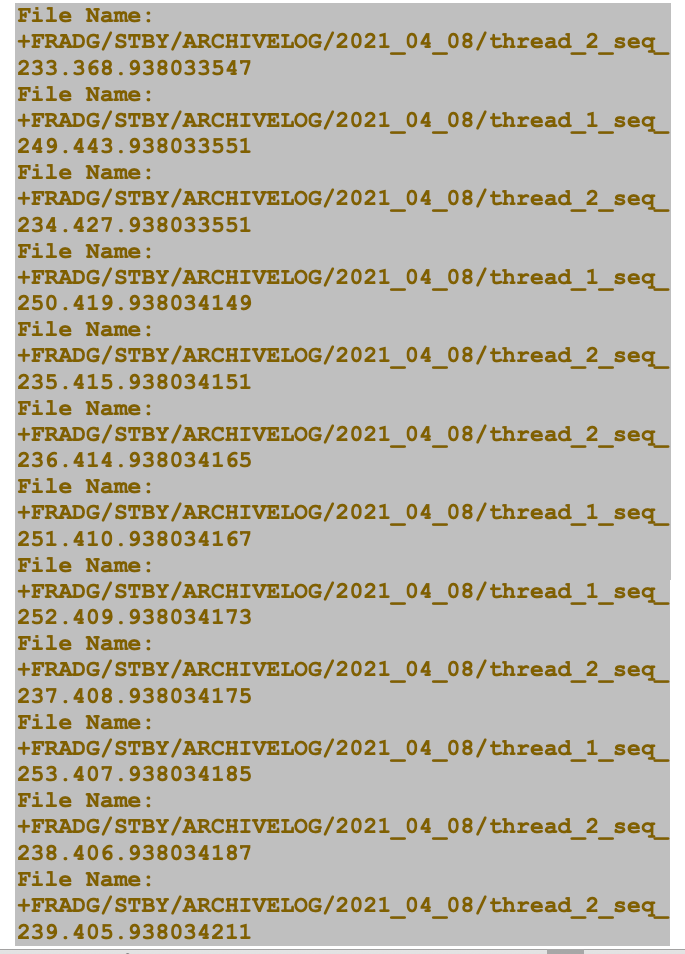 File Name:
+FRADG/STBY/ARCHIVELOG/2021_04_08/thread_2_seq_
233.368.938033547
File Name:
+FRADG/STBY/ARCHIVELOG/2021_04_08/thread_1_seq_
249.443.938033551
File Name:
+FRADG/STBY/ARCHIVELOG/2021_04_08/thread_2_seq_
234.427.938033551
File Name:
+FRADG/STBY/ARCHIVELOG/2021_04_08/thread_1_seq_
250.419.938034149
File Name:
+FRADG/STBY/ARCHIVELOG/2021_04_08/thread_2_seq_
235.415.938034151
File Name:
+FRADG/STBY/ARCHIVELOG/2021_04_08/thread_2_seq_
236.414.938034165
File Name:
+FRADG/STBY/ARCHIVELOG/2021_04_08/thread_1_seq_
251.410.938034167
File Name:
+FRADG/STBY/ARCHIVELOG/2021_04_08/thread_1_seq_
252.409.938034173
File Name:
+FRADG/STBY/ARCHIVELOG/2021_04_08/thread_2_seq_
237.408.938034175
File Name:
+FRADG/STBY/ARCHIVELOG/2021_04_08/thread_1_seq_
253.407.938034185
File Name:
+FRADG/STBY/ARCHIVELOG/2021_04_08/thread_2_seq_
238.406.938034187
File Name:
+FRADG/STBY/ARCHIVELOG/2021_04_08/thread_2_seq_
239.405.938034211